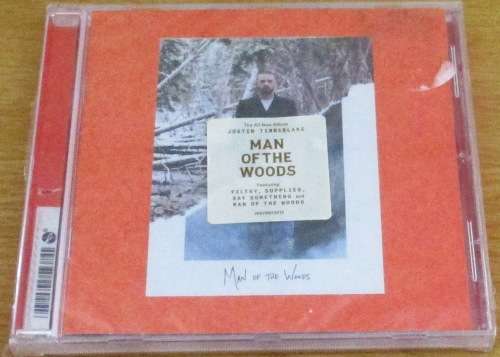 The All-New Album
JUSTIN TIMBERLAKE
MAN
OF THE
WOODS
Featuring
FILTHY, SUPPLIES,
SAY SOMETHING and
MAN OF THE WOODS
MAN OF THE WOODS